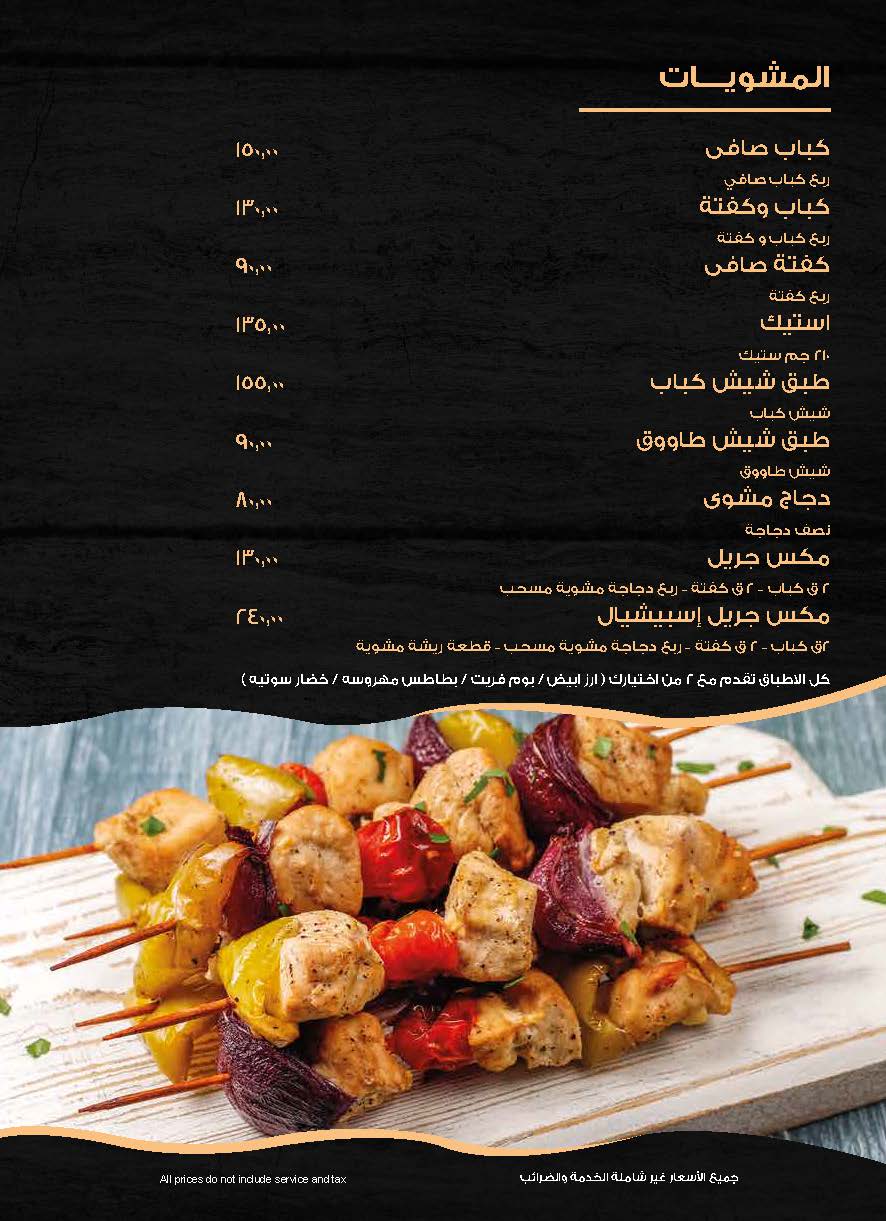 المشويـــات
كباب صافى ١٥٠,٠٠
ربع كباب صافي
كباب وكفتة ١٣٠,٠٠
ربع كباب و كفتة
كفتة صافى ٩٠,٠٠
ربع كفتة
استيك ١٣٥,٠٠
٢١٠ جم ستيك
طبق شيش كباب ١٥٥,٠٠
شيش كباب
طبق شيش طاووق ٩٠,٠٠
شيش طاووق
دجاج مشوى ٨٠,٠٠
نصف دجاجة
مكس جريل ١٣٠,٠٠
٢ ق كباب - ٢ ق كفتة - ربع دجاجة مشوية مسحب
مكس جريل إسبيشيال ٢٤٠,٠٠
٢ق كباب - ٢ ق كفتة - ربع دجاجة مشوية مسحب - قطعة ريشة مشوية
كل الاطباق تقدم مع ٢ من اختيارك ( ارز ابيض / بوم فريت / بطاطس مهروسه / خضار سوتيه )
جميع الأسعار غير شاملة الخدمة والضرائب
All prices do not include service and tax